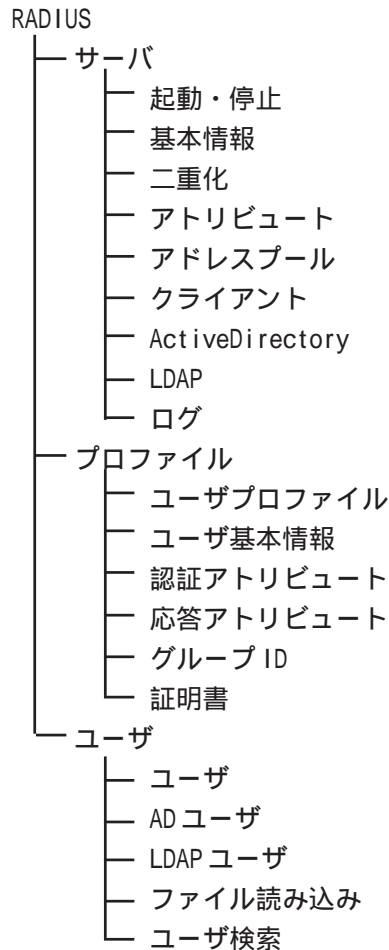 RADIUS
サーバ
起動・停止
基本情報
二重化
アトリビュート
アドレスプール
クライアント
ActiveDirectory
LDAP
ログ
プロファイル
ユーザプロファイル
ユーザ基本情報
認証アトリビュート
応答アトリビュート
グループID
証明書
ユーザ
ユーザ
ADユーザ
LDAPユーザ
ファイル読み込み
ユーザ検索